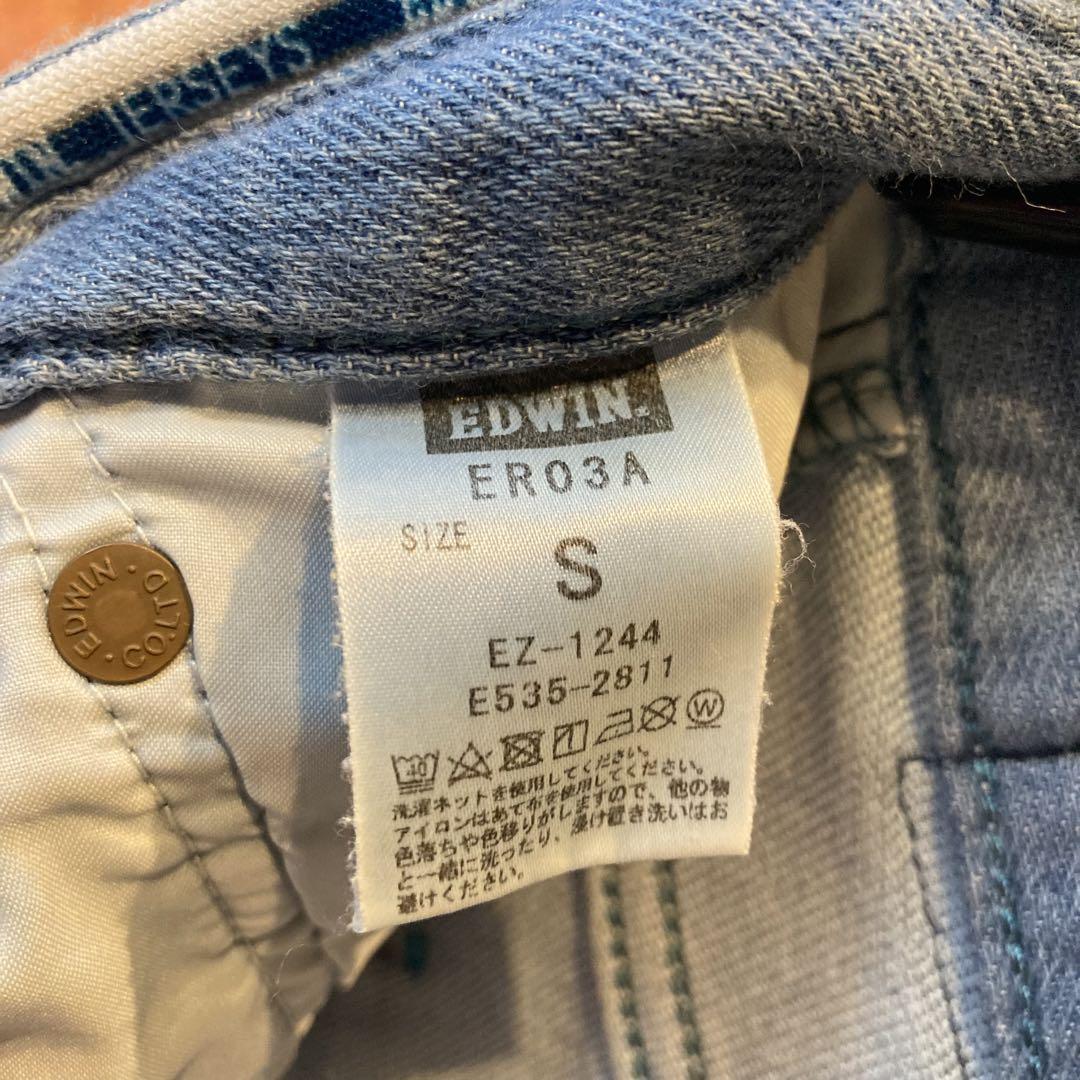 JERSEYS
EDWIN.
ER03A
SIZE
S
EZ-1244
E535-2811
40
W
洗濯ネットを使用してください。
アイロンはあて布を使用してください。
色落ちや色移りがしますので、他の物
と一緒に洗ったり、浸け置き洗いはお
避けください。
EDWIN・CO.LTD・